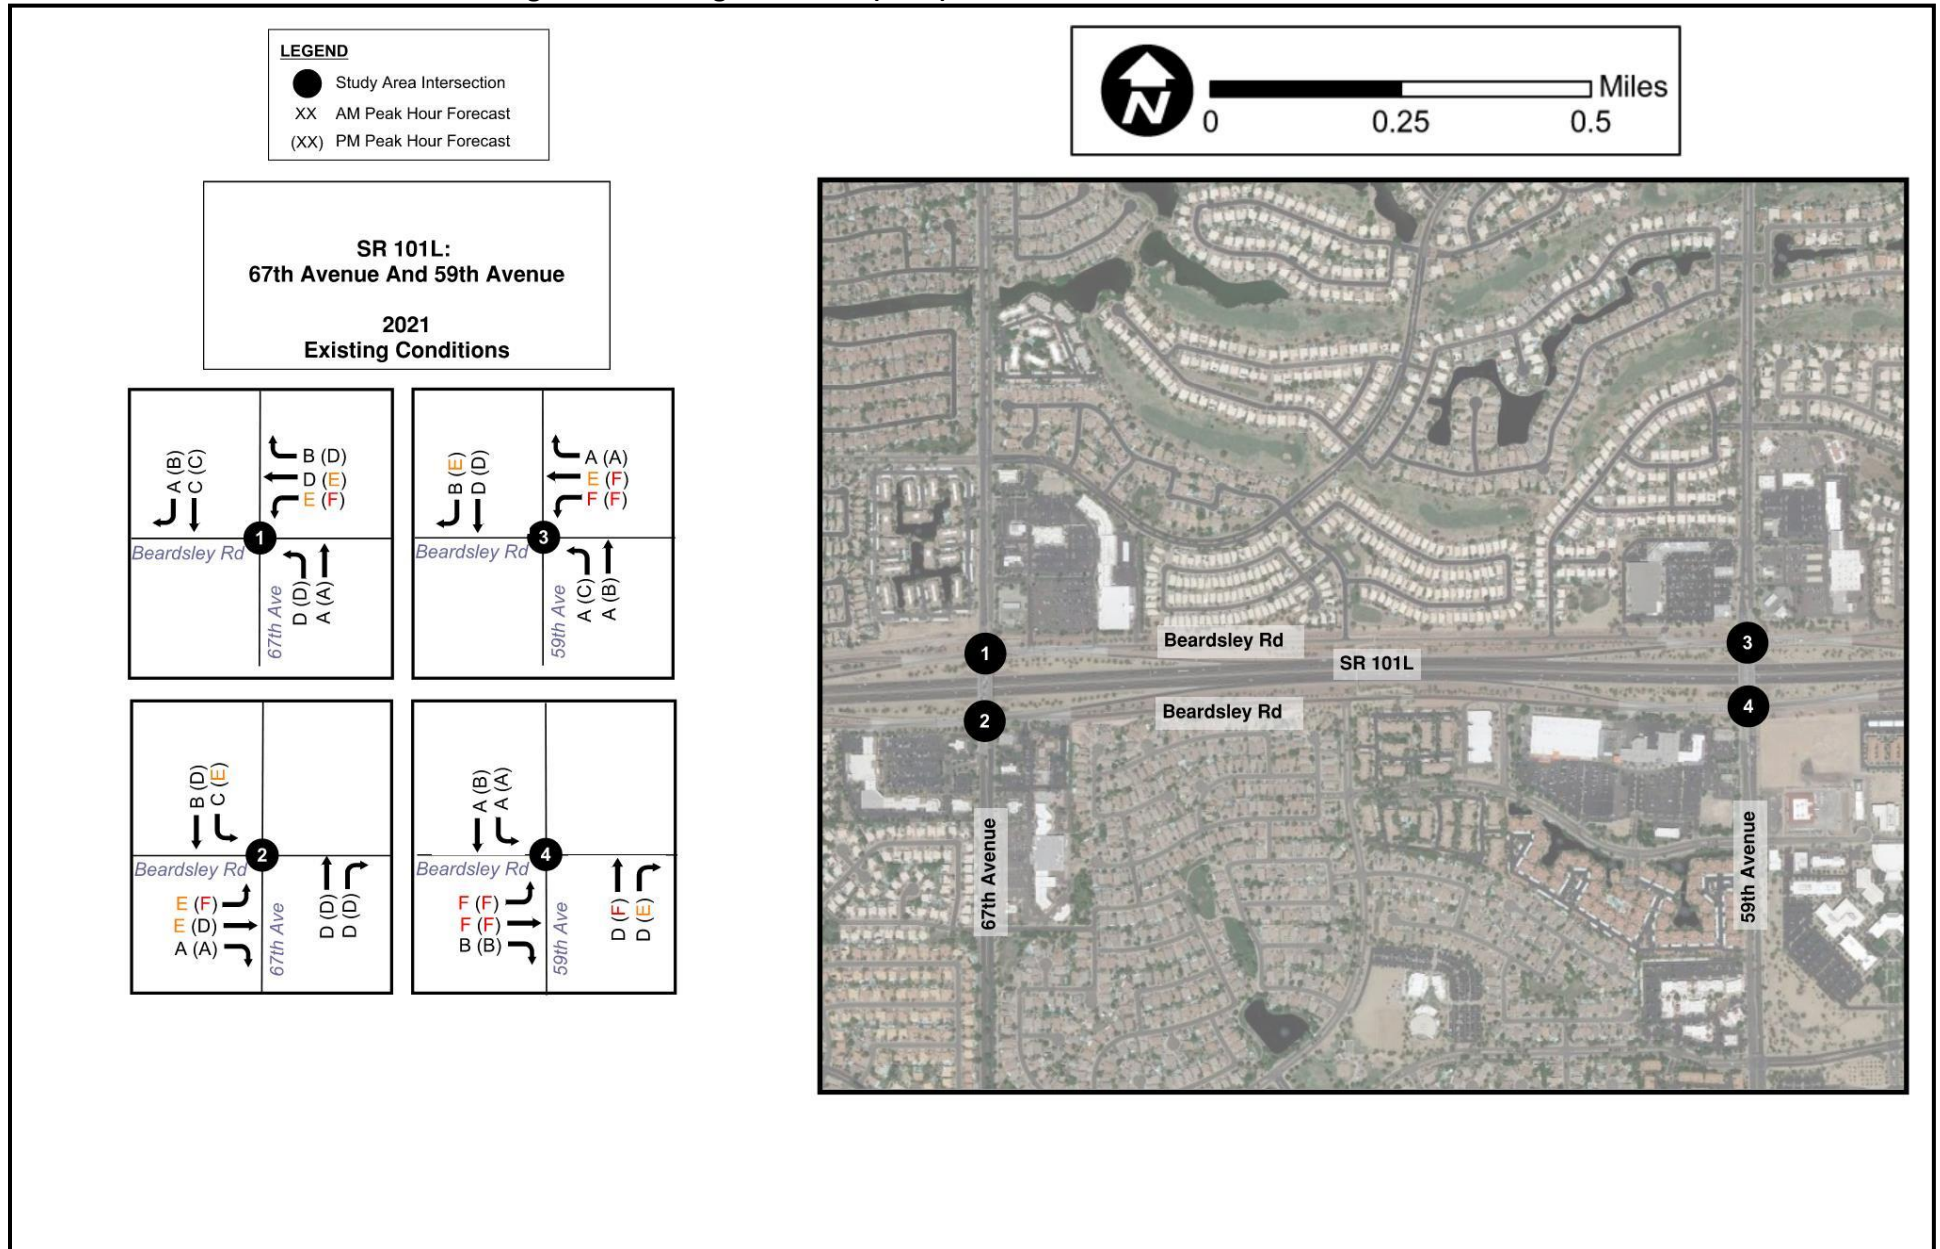 LEGEND
Study Area Intersection
XX AM Peak Hour Forecast
(XX) PM Peak Hour Forecast
N
0 0.25 0.5 Miles
SR 101L:
67th Avenue And 59th Avenue
2021
Existing Conditions
A (B)
C (C)
B (D)
D (E)
E (F)
1
Beardsley Rd
67th Ave
D (D)
A (A)
B (E)
D (D)
A (A)
E (F)
F (F)
3
Beardsley Rd
59th Ave
A (C)
A (B)
B (D)
C (E)
2
Beardsley Rd
E (F)
E (D)
A (A)
67th Ave
D (D)
D (D)
A (B)
A (A)
4
Beardsley Rd
F (F)
F (F)
B (B)
59th Ave
D (F)
D (E)
1
Beardsley Rd
3
SR 101L
2
Beardsley Rd
4
67th Avenue
59th Avenue